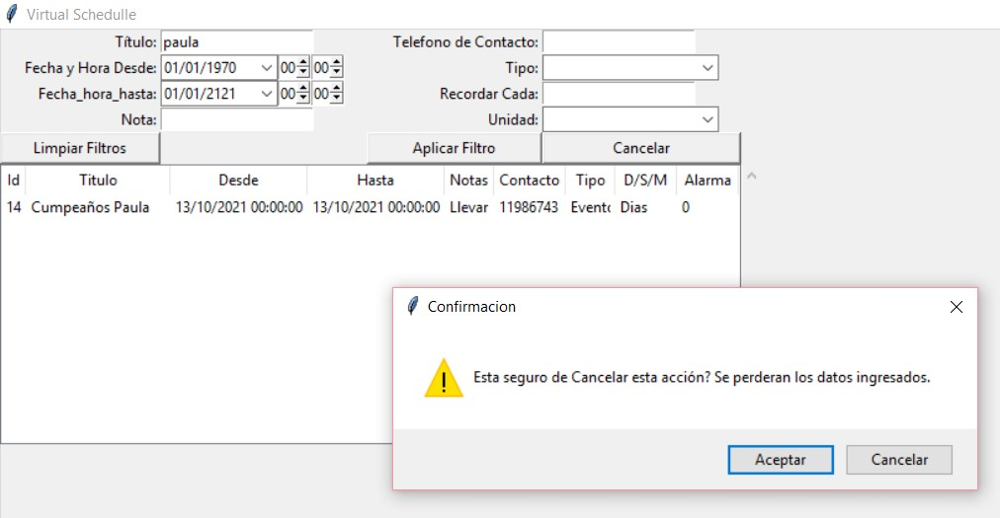 Virtual Schedulle
Título: paula Telefono de Contacto:
Fecha y Hora Desde: 01/01/1970 00 00 Tipo:
Fecha_hora_hasta: 01/01/2121 00 00 Recordar Cada:
Nota: Unidad:
Limpiar Filtros Aplicar Filtro Cancelar
Id Titulo Desde Hasta Notas Contacto Tipo D/S/M Alarma
14 Cumpeaños Paula 13/10/2021 00:00:00 13/10/2021 00:00:00 Llevar 11986743 Evento Dias 0
Confirmacion
Esta seguro de Cancelar esta acción? Se perderan los datos ingresados.
Aceptar Cancelar